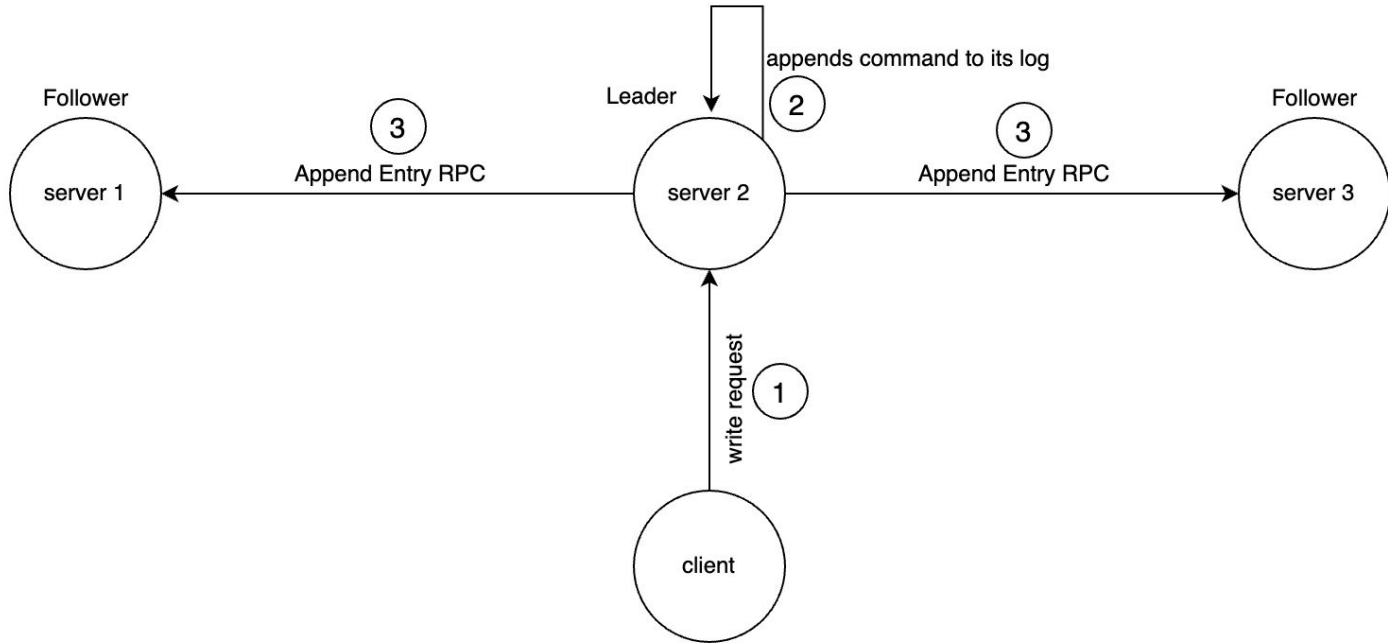 appends command to its log
Follower
Leader
2
Follower
3
3
Append Entry RPC
Append Entry RPC
server 1
server 2
server 3
write request
1
client